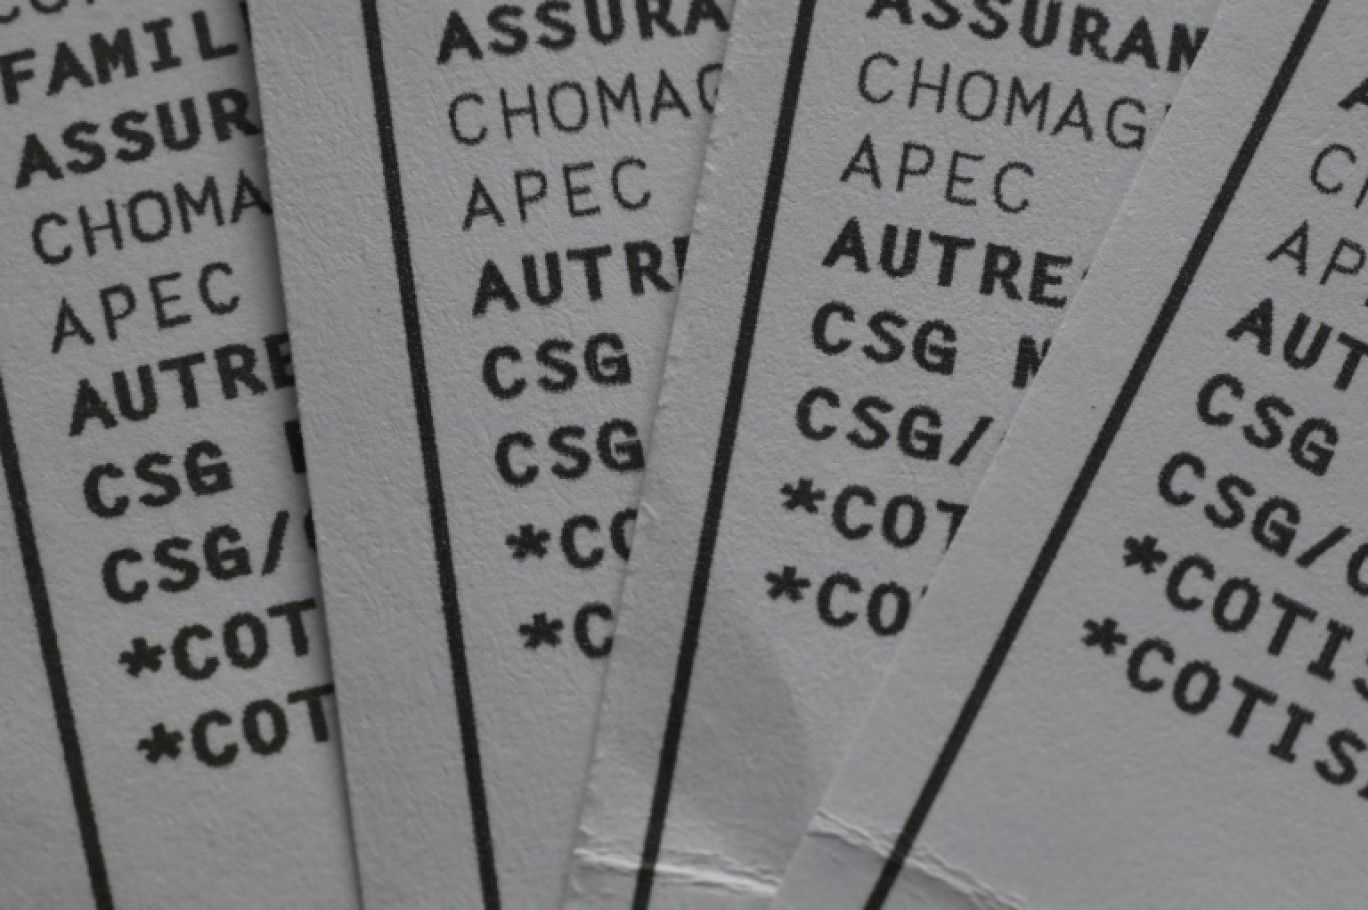 FAMIL
ASSUR
CHOMA
APEC
AUTRE
CSG
CSG/
*COT
*COT
ASSURA
CHOMAG
APEC
AUTR
CSG
CSG
*CO
*C
ASSURAN
CHOMAG
APEC
AUTRE
CSG N
CSG/
*COT
*CO
AUT
CSG
CSG/C
*COTIS
*COTIS